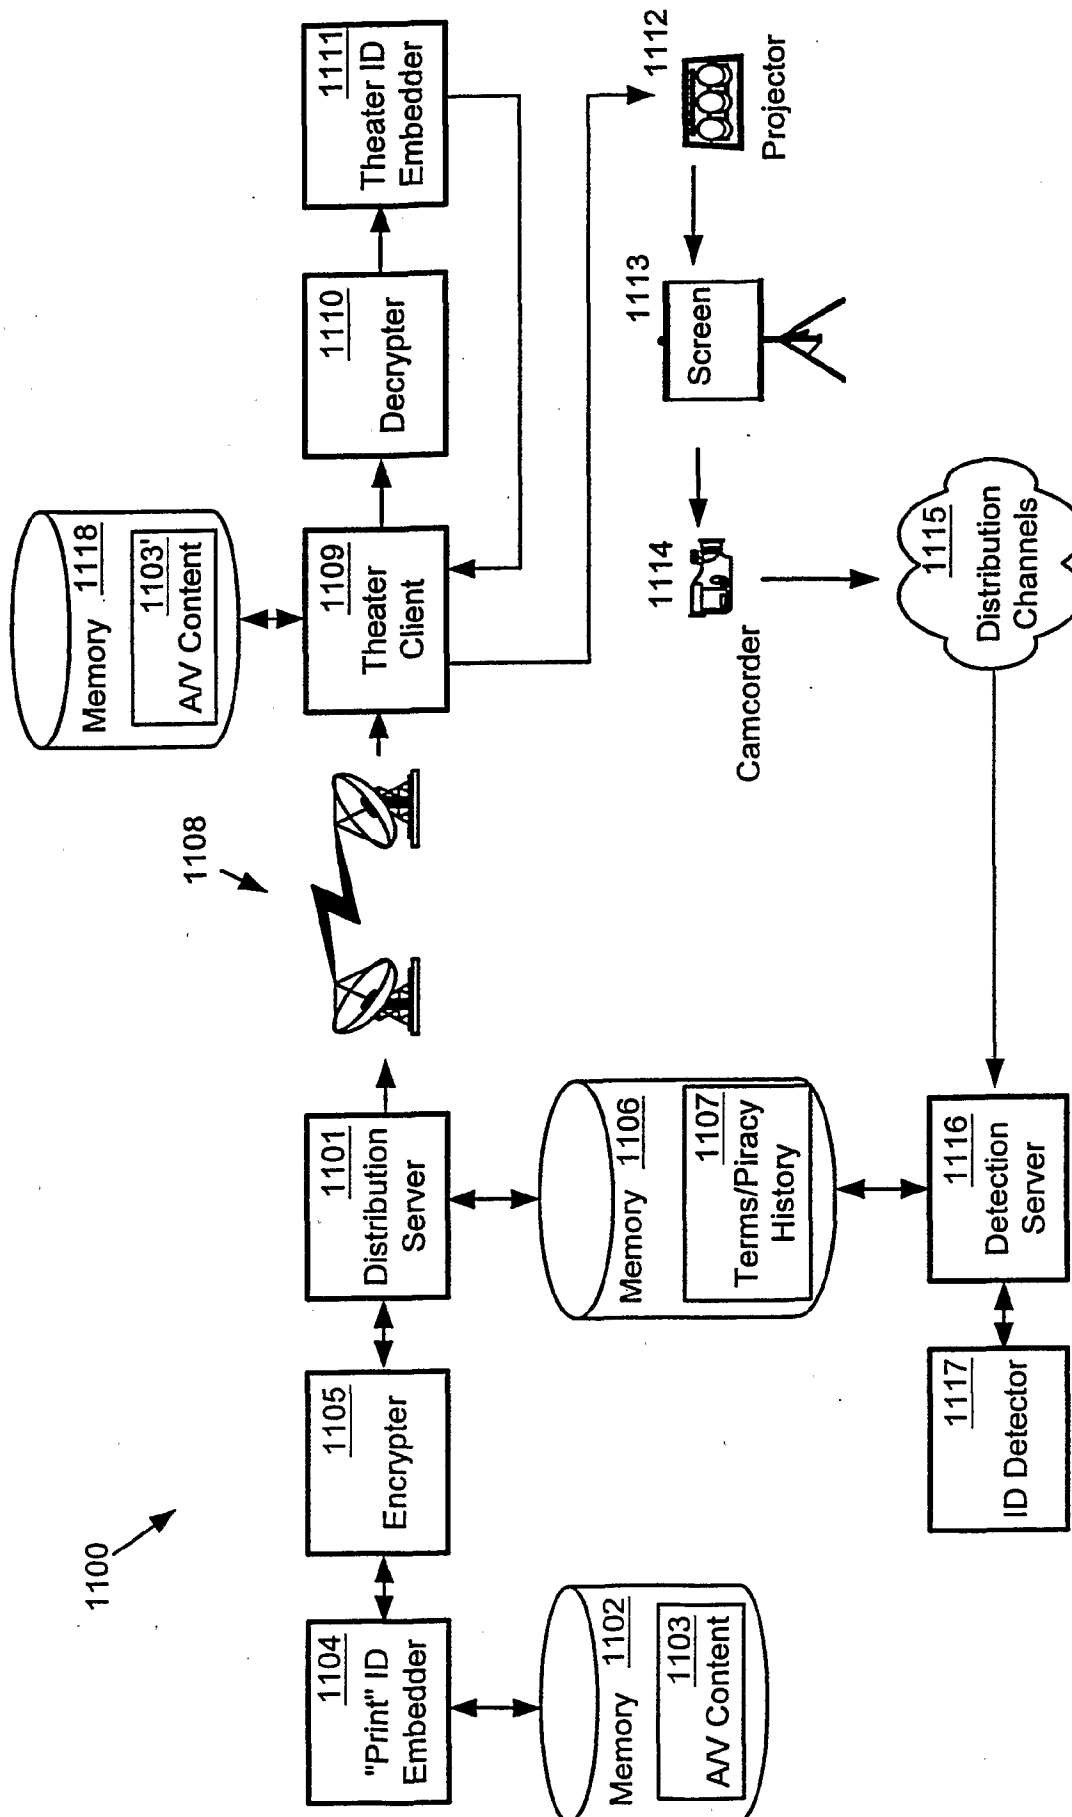 1100
1104
"Print" ID
Embedder
Memory 1102
1103
A/V Content
1105
Encrypter
1101
Distribution
Server
Memory 1106
1107
Terms/Piracy
History
1108
Memory 1118
1103'
A/V Content
1109
Theater
Client
1110
Decrypter
1111
Theater ID
Embedder
1112
Projector
1113
Screen
1114
Camcorder
1115
Distribution
Channels
1116
Detection
Server
1117
ID Detector